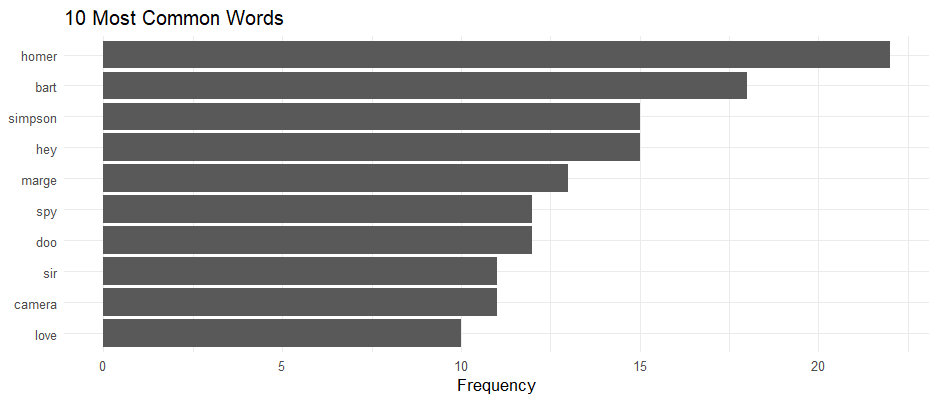 10 Most Common Words
homer
bart
simpson
hey
marge
spy
doo
sir
camera
love
0 5 10 15 20
Frequency